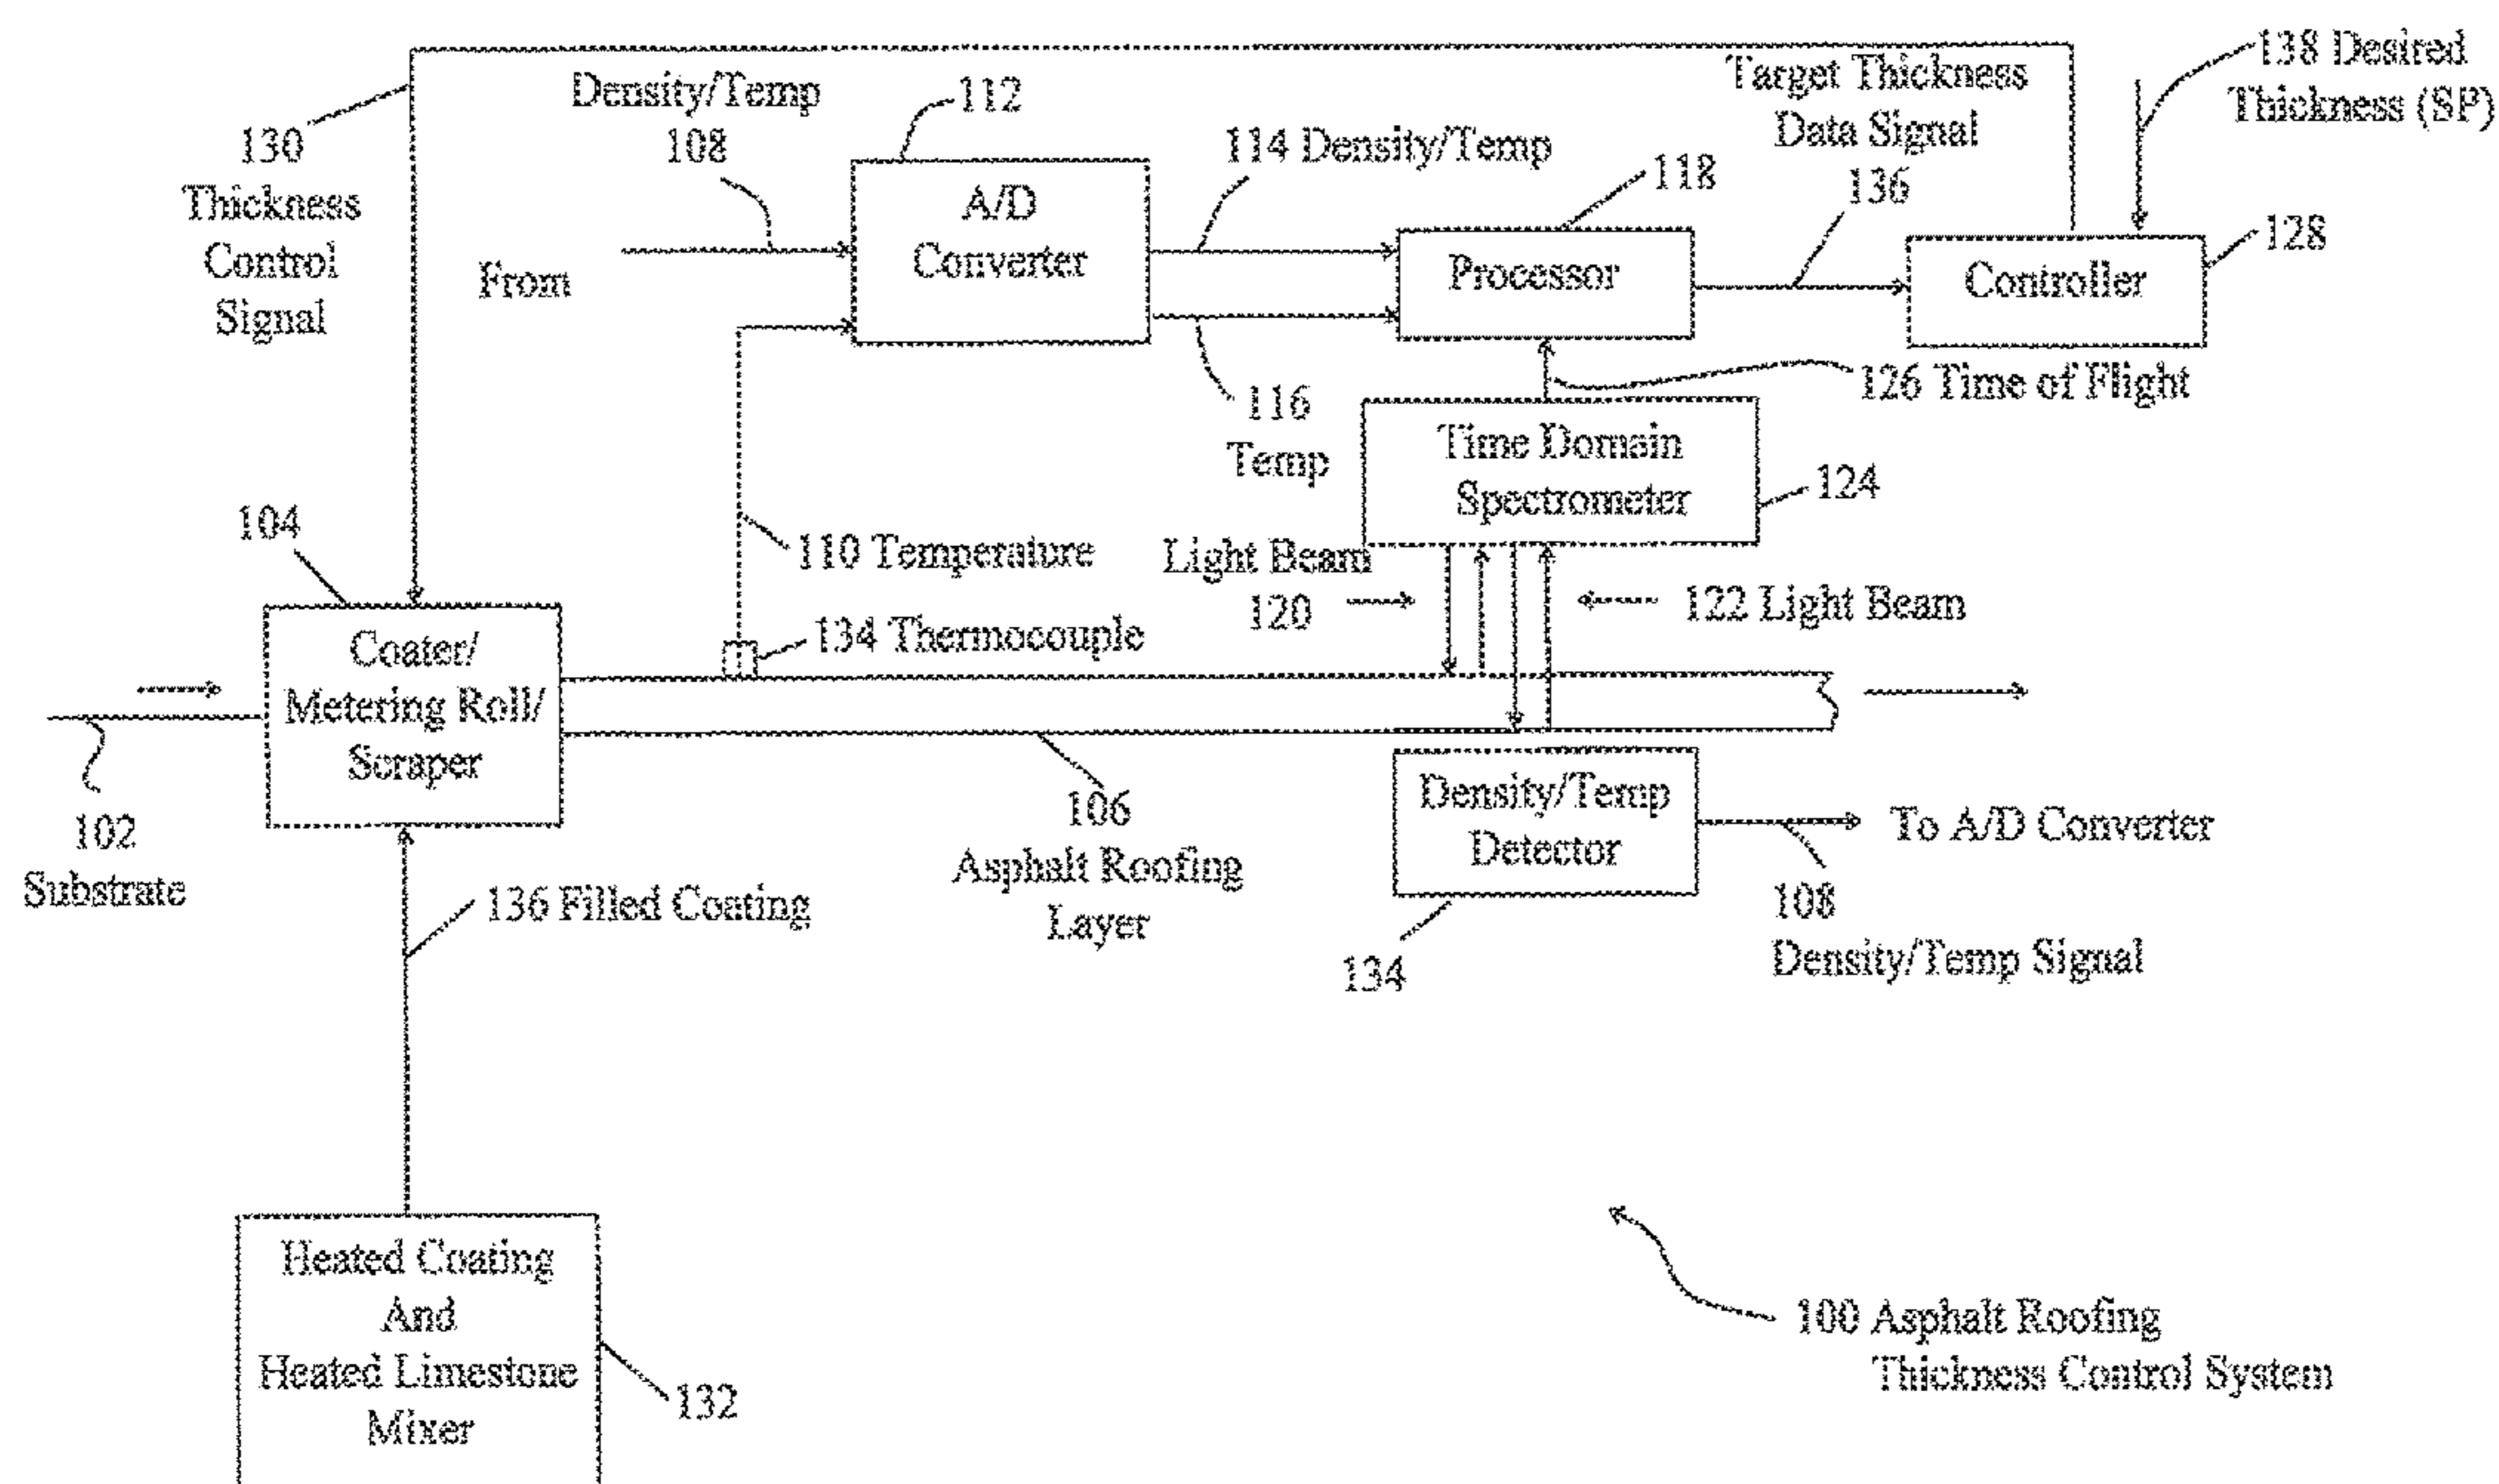 138 Desired
Thickness (SP)
Target Thickness
Data Signal
136
Density/Temp
108
112
114 Density/Temp
118
130
Thickness
Control
Signal
From
A/D
Converter
Processor
Controller
128
116
Temp
126 Time of Flight
Time Domain
Spectrometer
124
104
110 Temperature
Light Beam
120
122 Light Beam
134 Thermocouple
Coater/
Metering Roll/
Scraper
102
Substrate
106
Asphalt Roofing
Layer
Density/Temp
Detector
To A/D Converter
108
Density/Temp Signal
134
136 Filled Coating
Heated Coating
And
Heated Limestone
Mixer
132
100 Asphalt Roofing
Thickness Control System